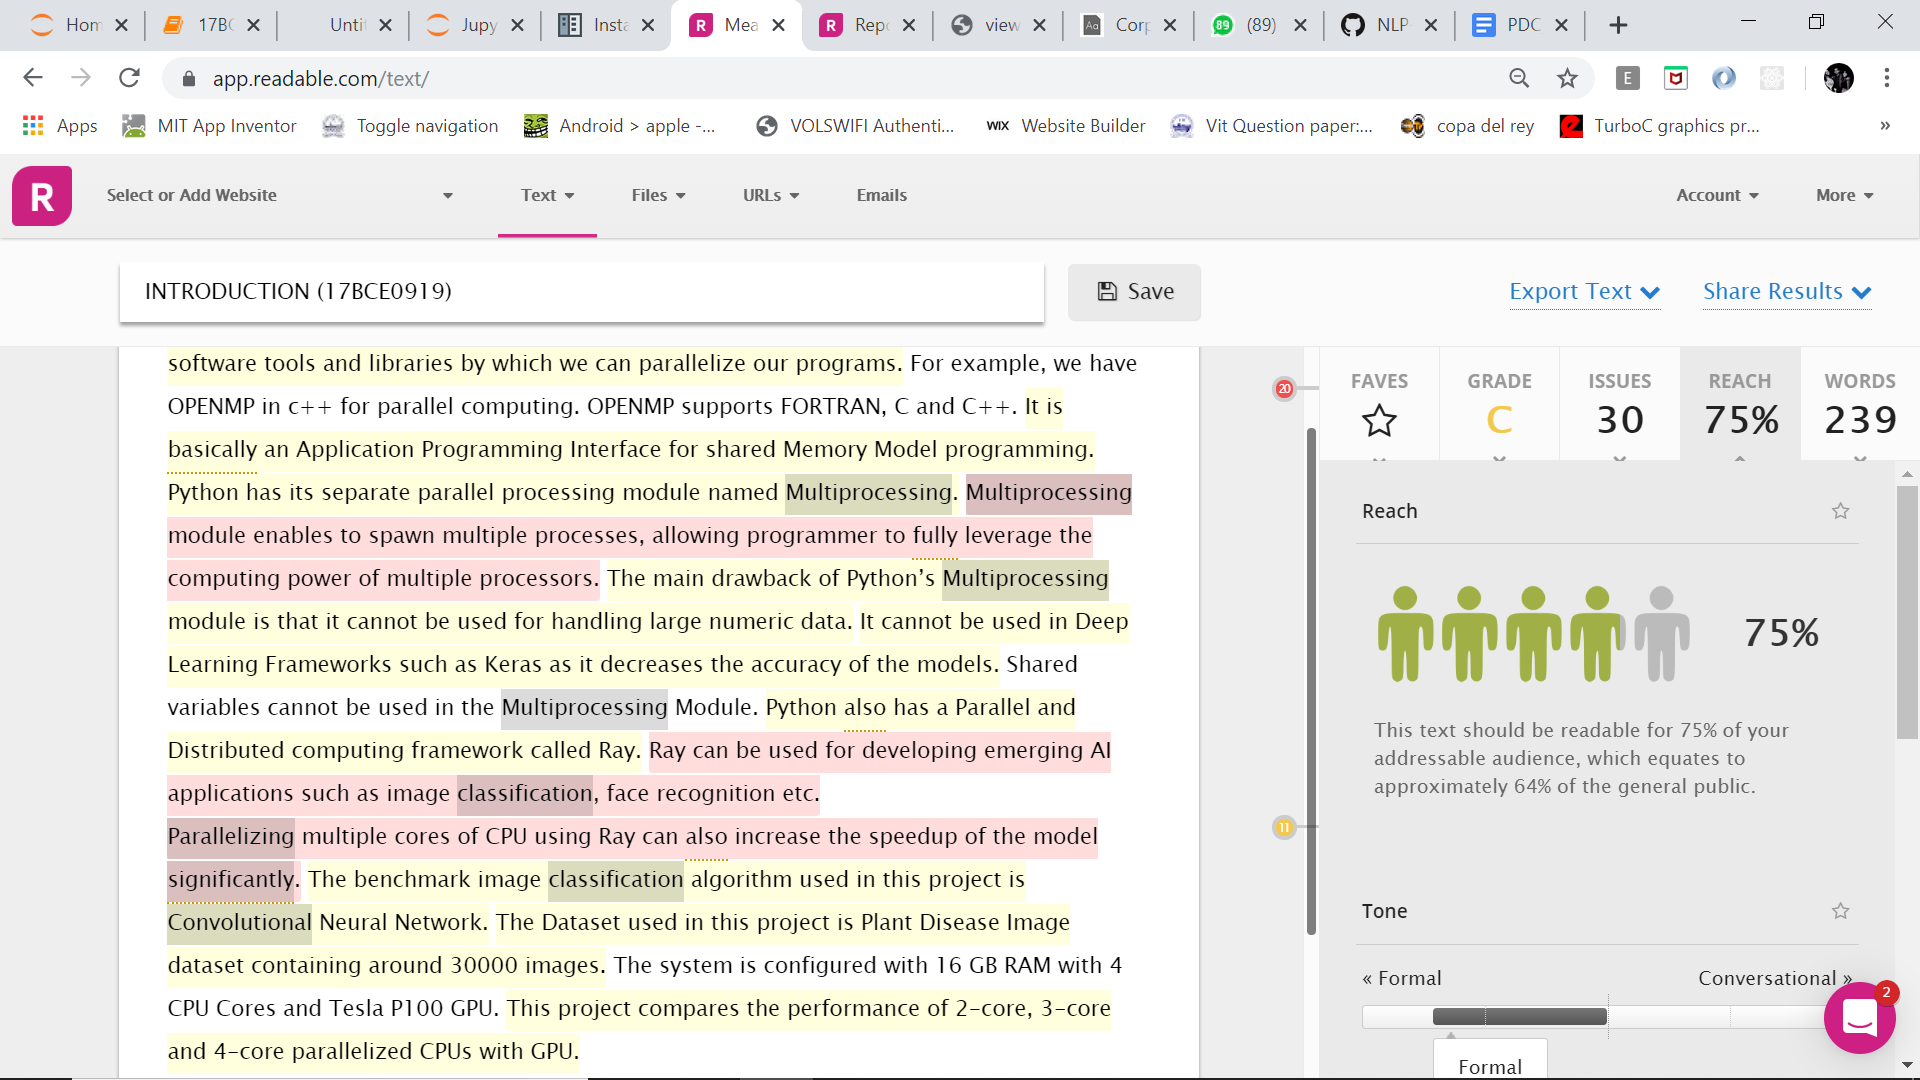 Hom
17BC
Unti
Jupy
Insta
Mea
Repo
view
Corp
(89)
NLP
PDC
app.readable.com/text/
Apps
MIT App Inventor
Toggle navigation
Android > apple -...
VOLSWIFI Authenti...
WIX Website Builder
Vit Question paper:...
copa del rey
TurboC graphics pr...
»
R
Select or Add Website
Text
Files
URLs
Emails
Account
More
INTRODUCTION (17BCE0919)
Save
Export Text
Share Results
software tools and libraries by which we can parallelize our programs. For example, we have
OPENMP in c++ for parallel computing. OPENMP supports FORTRAN, C and C++. It is
basically an Application Programming Interface for shared Memory Model programming.
Python has its separate parallel processing module named Multiprocessing. Multiprocessing
module enables to spawn multiple processes, allowing programmer to fully leverage the
computing power of multiple processors. The main drawback of Python’s Multiprocessing
module is that it cannot be used for handling large numeric data. It cannot be used in Deep
Learning Frameworks such as Keras as it decreases the accuracy of the models. Shared
variables cannot be used in the Multiprocessing Module. Python also has a Parallel and
Distributed computing framework called Ray. Ray can be used for developing emerging AI
applications such as image classification, face recognition etc.
Parallelizing multiple cores of CPU using Ray can also increase the speedup of the model
significantly. The benchmark image classification algorithm used in this project is
Convolutional Neural Network. The Dataset used in this project is Plant Disease Image
dataset containing around 30000 images. The system is configured with 16 GB RAM with 4
CPU Cores and Tesla P100 GPU. This project compares the performance of 2-core, 3-core
and 4-core parallelized CPUs with GPU.
20
11
FAVES
GRADE
C
ISSUES
30
REACH
75%
WORDS
239
Reach
75%
This text should be readable for 75% of your
addressable audience, which equates to
approximately 64% of the general public.
Tone
« Formal
Conversational »
2
Formal